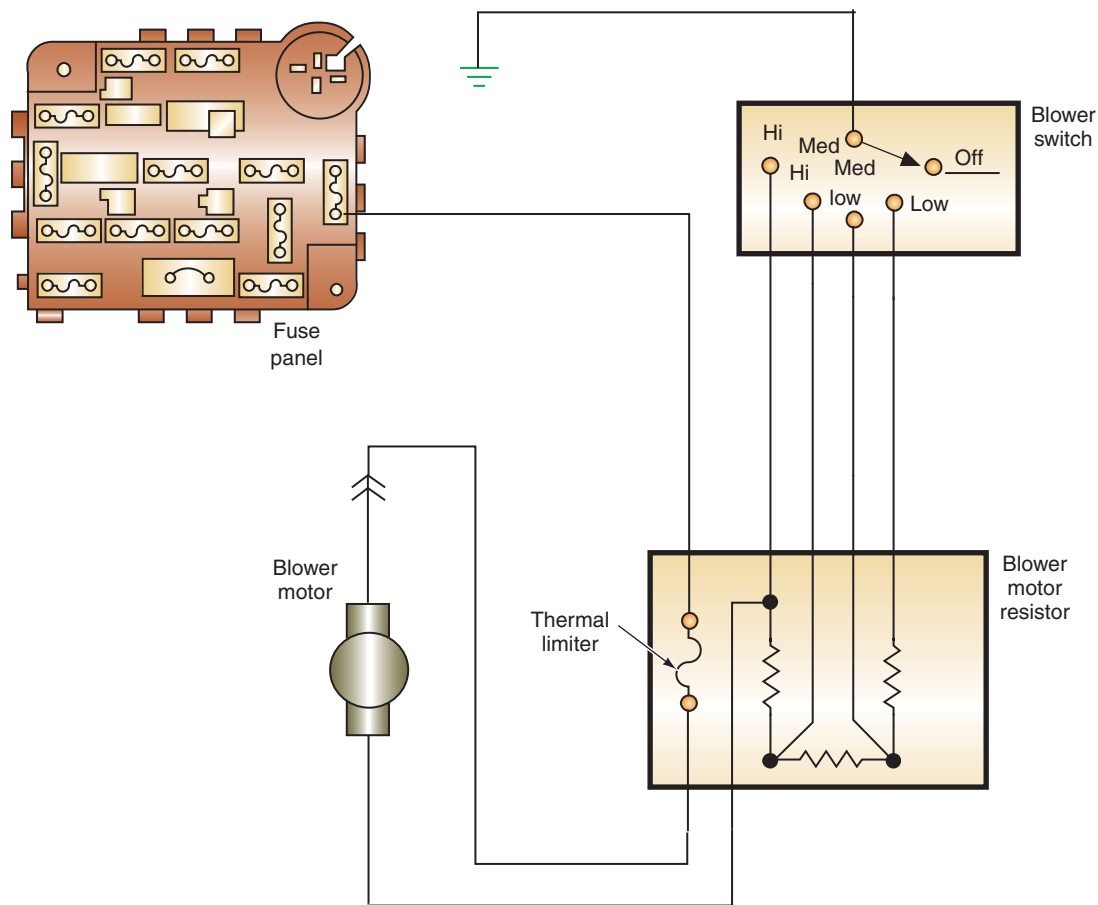 Blower
switch
Hi
Med
Off
Med
Hi
low
Low
Fuse
panel
Blower
motor
Blower
motor
resistor
Thermal
limiter